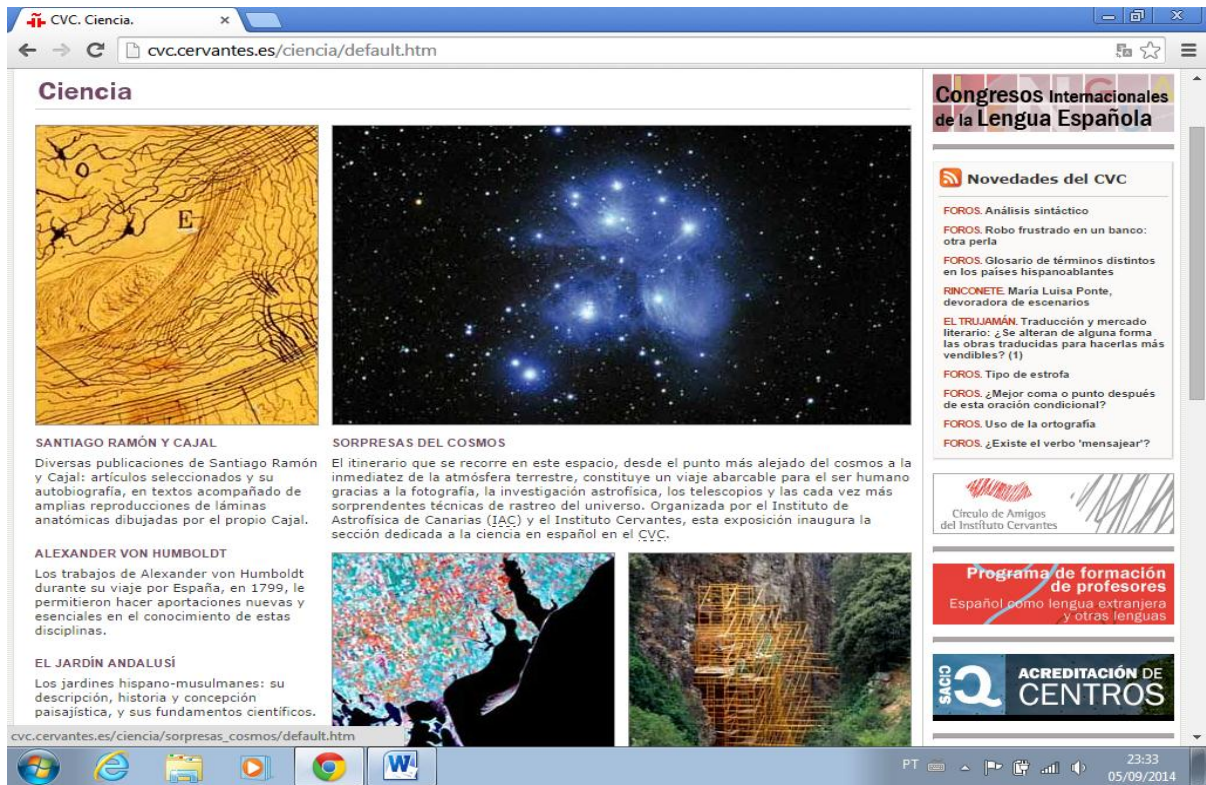 CVC. Ciencia.
cvc.cervantes.es/ciencia/default.htm
Ciencia
E
SANTIAGO RAMÓN Y CAJAL
Diversas publicaciones de Santiago Ramón
y Cajal: artículos seleccionados y su
autobiografía, en textos acompañado de
amplias reproducciones de láminas
anatómicas dibujadas por el propio Cajal.
ALEXANDER VON HUMBOLDT
Los trabajos de Alexander von Humboldt
durante su viaje por España, en 1799, le
permitieron hacer aportaciones nuevas y
esenciales en el conocimiento de estas
disciplinas.
EL JARDÍN ANDALUSÍ
Los jardines hispano-musulmanes: su
descripción, historia y concepción
paisajística, y sus fundamentos científicos.
SORPRESAS DEL COSMOS
El itinerario que se recorre en este espacio, desde el punto más alejado del cosmos a la
inmediatez de la atmósfera terrestre, constituye un viaje abarcable para el ser humano
gracias a la fotografía, la investigación astrofísica, los telescopios y las cada vez más
sorprendentes técnicas de rastreo del universo. Organizada por el Instituto de
Astrofísica de Canarias (IAC) y el Instituto Cervantes, esta exposición inaugura la
sección dedicada a la ciencia en español en el CVC.
Congresos Internacionales
de la Lengua Española
Novedades del CVC
FOROS. Análisis sintáctico
FOROS. Robo frustrado en un banco:
otra perla
FOROS. Glosario de términos distintos
en los países hispanoablantes
RINCONETE. María Luisa Ponte,
devoradora de escenarios
EL TRUJAMÁN. Traducción y mercado
literario: ¿Se alteran de alguna forma
las obras traducidas para hacerlas más
vendibles? (1)
FOROS. Tipo de estrofa
FOROS. ¿Mejor coma o punto después
de esta oración condicional?
FOROS. Uso de la ortografía
FOROS. ¿Existe el verbo 'mensajear'?
Círculo de Amigos
del Instituto Cervantes
Programa de formación
de profesores
Español como lengua extranjera
y otras lenguas
SACIC
ACREDITACIÓN DE
CENTROS
cvc.cervantes.es/ciencia/sorpresas_cosmos/default.htm
PT
23:33
05/09/2014